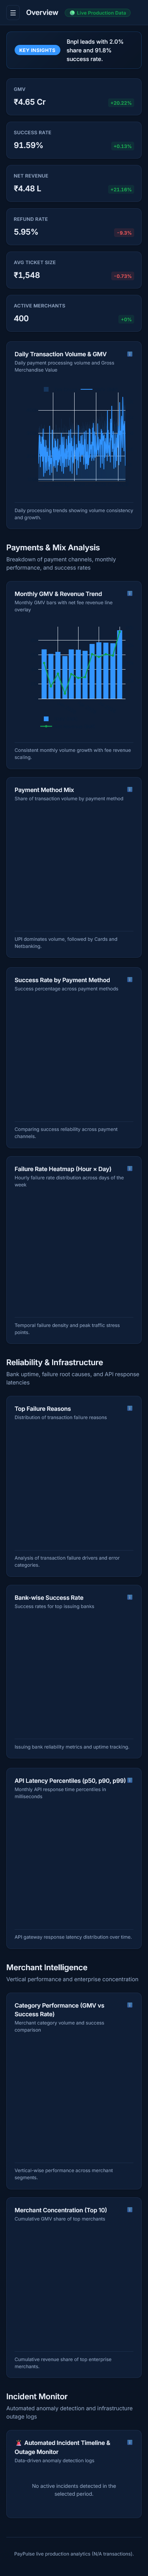 Overview
Live Production Data
KEY INSIGHTS
Bnpl leads with 2.0%
share and 91.6%
success rate.
GMV
₹4.65 Cr
+20.22%
SUCCESS RATE
91.59%
+0.13%
NET REVENUE
₹4.48 L
+21.16%
REFUND RATE
5.95%
-9.2%
AVG TICKET SIZE
₹1,548
-0.73%
ACTIVE MERCHANTS
400
+0%
Daily Transaction Volume & GMV
Daily payment processing volume and Gross
Merchandise Value
Daily processing trends showing volume consistency
and growth.
Payments & Mix Analysis
Breakdown of payment channels, monthly
performance, and success rates
Monthly GMV & Revenue Trend
Monthly GMV bars with net fee revenue line
overlay
Consistent monthly volume growth with fee revenue
scaling.
Payment Method Mix
Share of transaction volume by payment method
UPI dominates volume, followed by Cards and
Netbanking.
Success Rate by Payment Method
Success percentage across payment methods
Comparing success reliability across payment
channels.
Failure Rate Heatmap (Hour × Day)
Hourly failure rate distribution across days of the
week
Temporal failure density and peak traffic stress
points.
Reliability & Infrastructure
Bank uptime, failure root causes, and API response
latencies
Top Failure Reasons
Distribution of transaction failure reasons
Analysis of transaction failure drivers and error
categories.
Bank-wise Success Rate
Success rates for top issuing banks
Issuing bank reliability metrics and uptime tracking.
API Latency Percentiles (p50, p90, p99)
Monthly API response time percentiles in
milliseconds
API gateway response latency distribution over time.
Merchant Intelligence
Vertical performance and enterprise concentration
Category Performance (GMV vs
Success Rate)
Merchant category volume and success
comparison
Vertical-wise performance across merchant
segments.
Merchant Concentration (Top 10)
Cumulative GMV share of top merchants
Cumulative revenue share of top enterprise
merchants.
Incident Monitor
Automated anomaly detection and infrastructure
outage logs
🚨 Automated Incident Timeline &
Outage Monitor
Data-driven anomaly detection logs
No active incidents detected in the
selected period.
PayPulse live production analytics (N/A transactions).